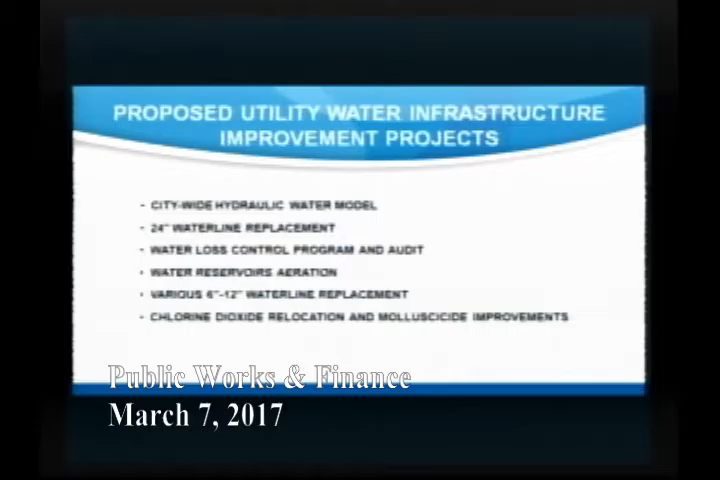 PROPOSED UTILITY WATER INFRASTRUCTURE
IMPROVEMENT PROJECTS
• CITY-WIDE HYDRAULIC WATER MODEL
• 24" WATERLINE REPLACEMENT
• WATER LOSS CONTROL PROGRAM AND AUDIT
• WATER RESERVOIRS AERATION
• VARIOUS 6"-12" WATERLINE REPLACEMENT
• CHLORINE DIOXIDE RELOCATION AND MOLLUSCICIDE IMPROVEMENTS
Public Works & Finance
March 7, 2017